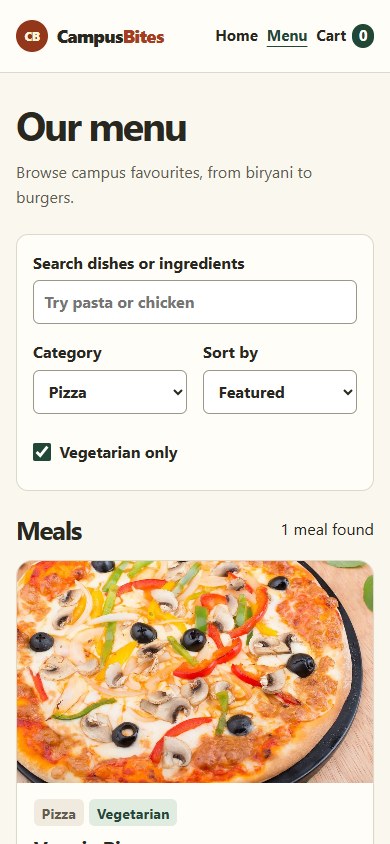 CB CampusBites Home Menu Cart 0
Our menu
Browse campus favourites, from biryani to
burgers.
Search dishes or ingredients
Try pasta or chicken
Category Sort by
Pizza Featured
Vegetarian only
Meals 1 meal found
Pizza Vegetarian